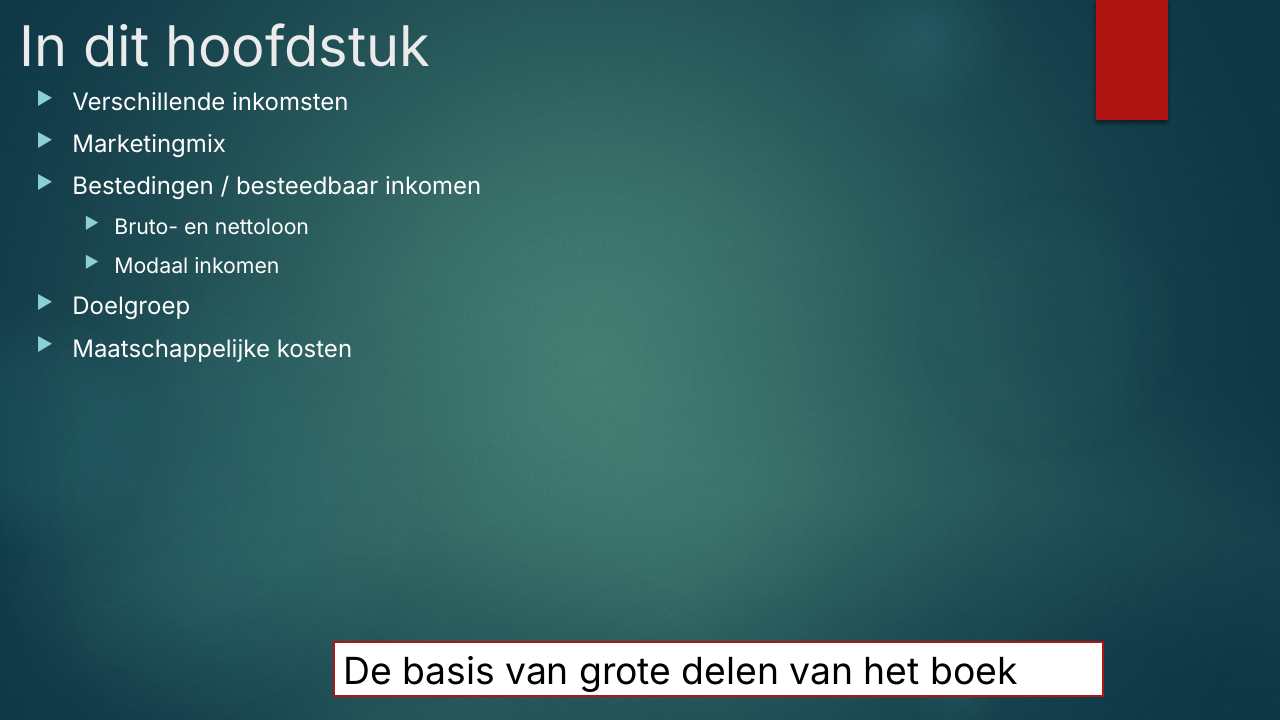 In dit hoofdstuk
Verschillende inkomsten
Marketingmix
Bestedingen / besteedbaar inkomen
Bruto- en nettoloon
Modaal inkomen
Doelgroep
Maatschappelijke kosten
De basis van grote delen van het boek